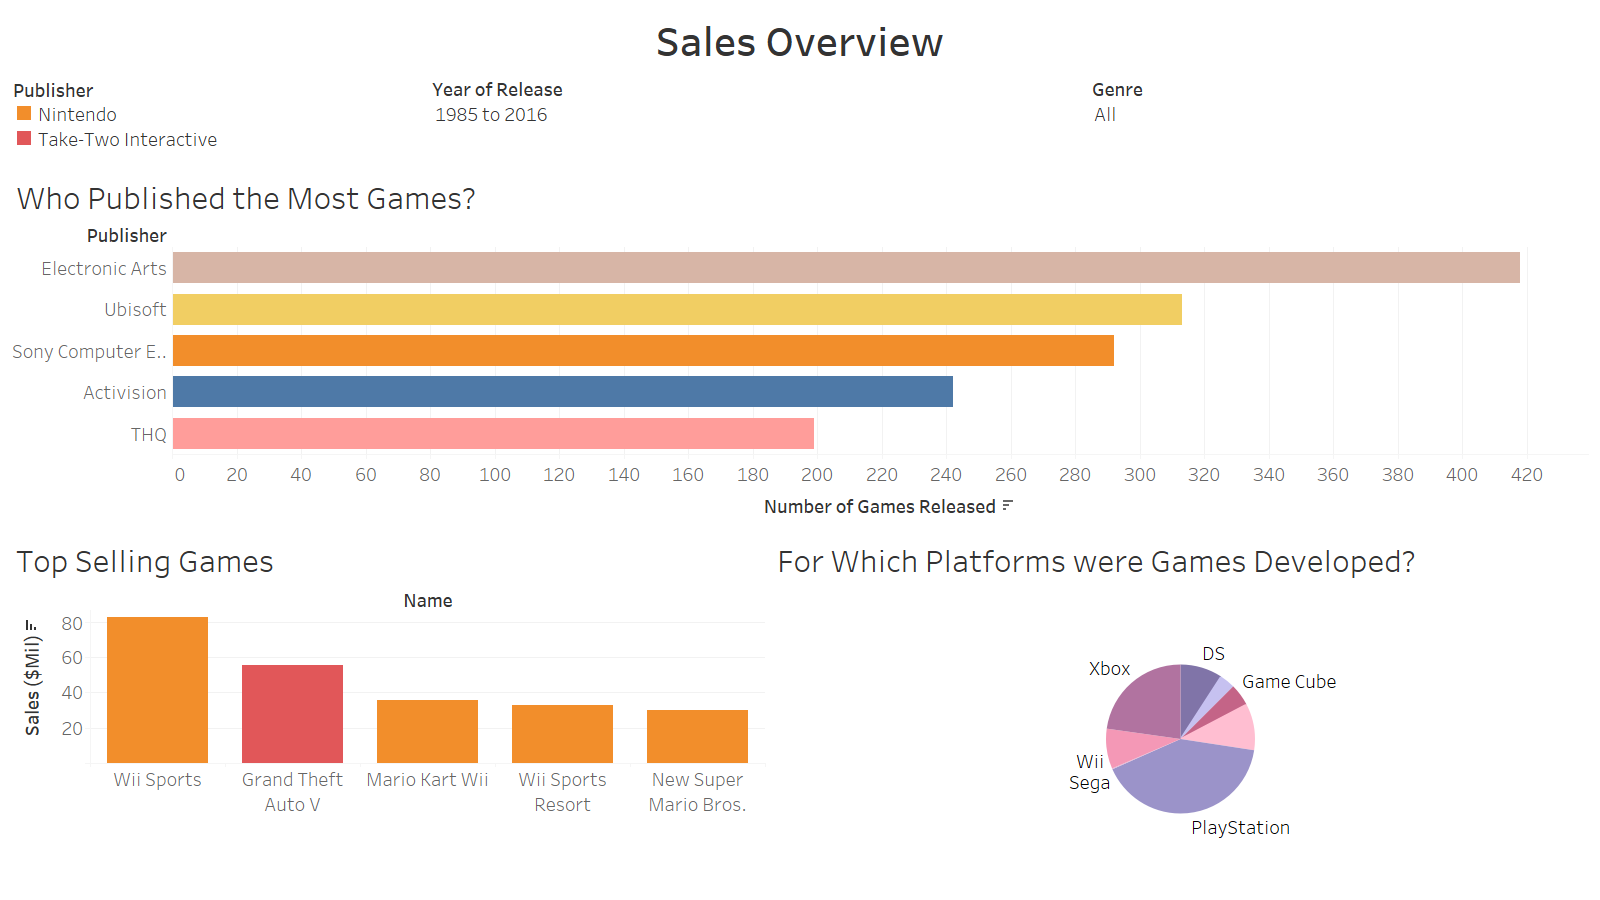 Sales Overview
Publisher
Nintendo
Take-Two Interactive
Year of Release
1985 to 2016
Genre
All
Who Published the Most Games?
Publisher
Electronic Arts
Ubisoft
Sony Computer E..
Activision
THQ
0 20 40 60 80 100 120 140 160 180 200 220 240 260 280 300 320 340 360 380 400 420
Number of Games Released
Top Selling Games
Name
Sales ($Mil)
80
60
40
20
Wii Sports
Grand Theft
Auto V
Mario Kart Wii
Wii Sports
Resort
New Super
Mario Bros.
For Which Platforms were Games Developed?
DS
Xbox
Game Cube
Wii
Sega
PlayStation